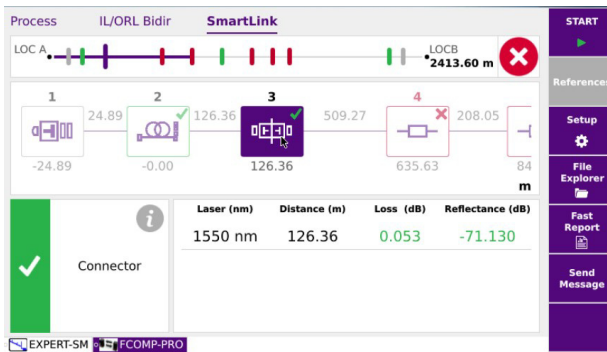 Process IL/ORL Bidir SmartLink
LOC A
LOCB
2413.60 m
1 2 3 4
24.89 126.36 509.27 208.05
-24.89 -0.00 126.36 635.63 84
m
Laser (nm) Distance (m) Loss (dB) Reflectance (dB)
1550 nm 126.36 0.053 -71.130
i
Connector
START
References
Setup
File
Explorer
Fast
Report
Send
Message
EXPERT-SM FCOMP-PRO